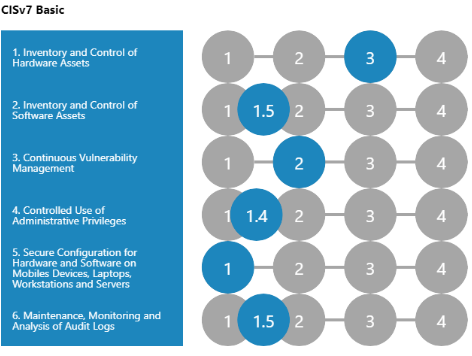 CISv7 Basic
1. Inventory and Control of
Hardware Assets
1 2 3 4
2. Inventory and Control of
Software Assets
1 1.5 2 3 4
3. Continuous Vulnerability
Management
1 2 3 4
4. Controlled Use of
Administrative Privileges
1 1.4 2 3 4
5. Secure Configuration for
Hardware and Software on
Mobiles Devices, Laptops,
Workstations and Servers
1 2 3 4
6. Maintenance, Monitoring and
Analysis of Audit Logs
1 1.5 2 3 4